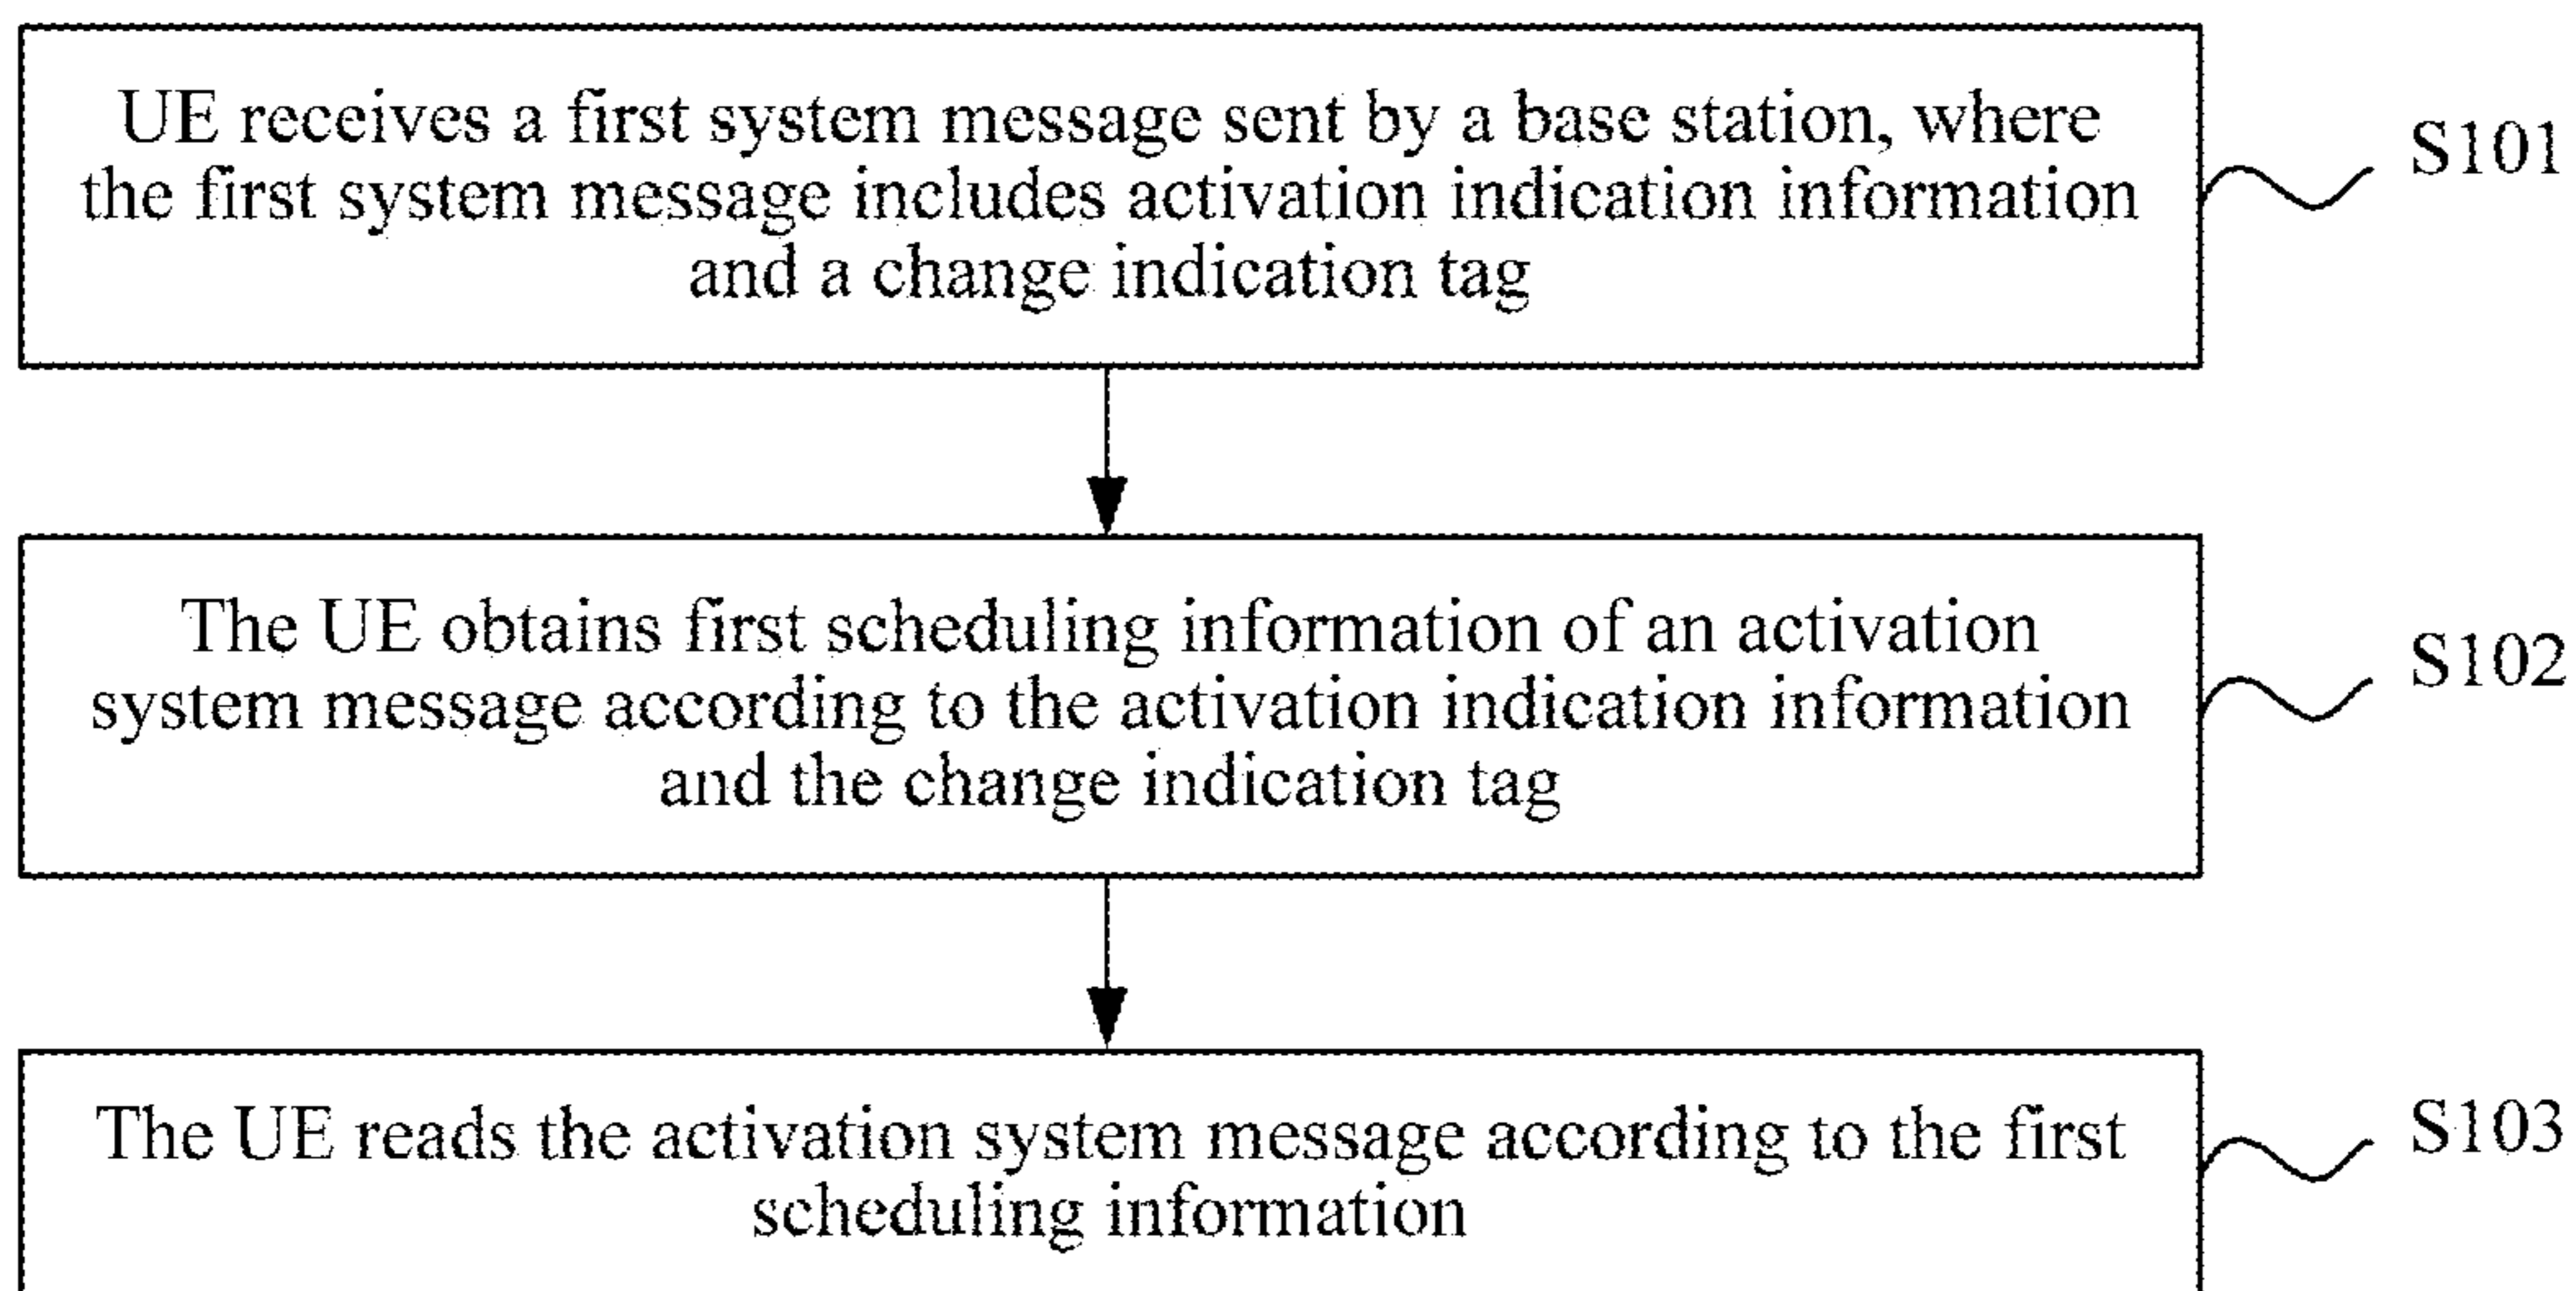 UE receives a first system message sent by a base station, where
the first system message includes activation indication information
and a change indication tag
S101
The UE obtains first scheduling information of an activation
system message according to the activation indication information
and the change indication tag
S102
The UE reads the activation system message according to the first
scheduling information
S103